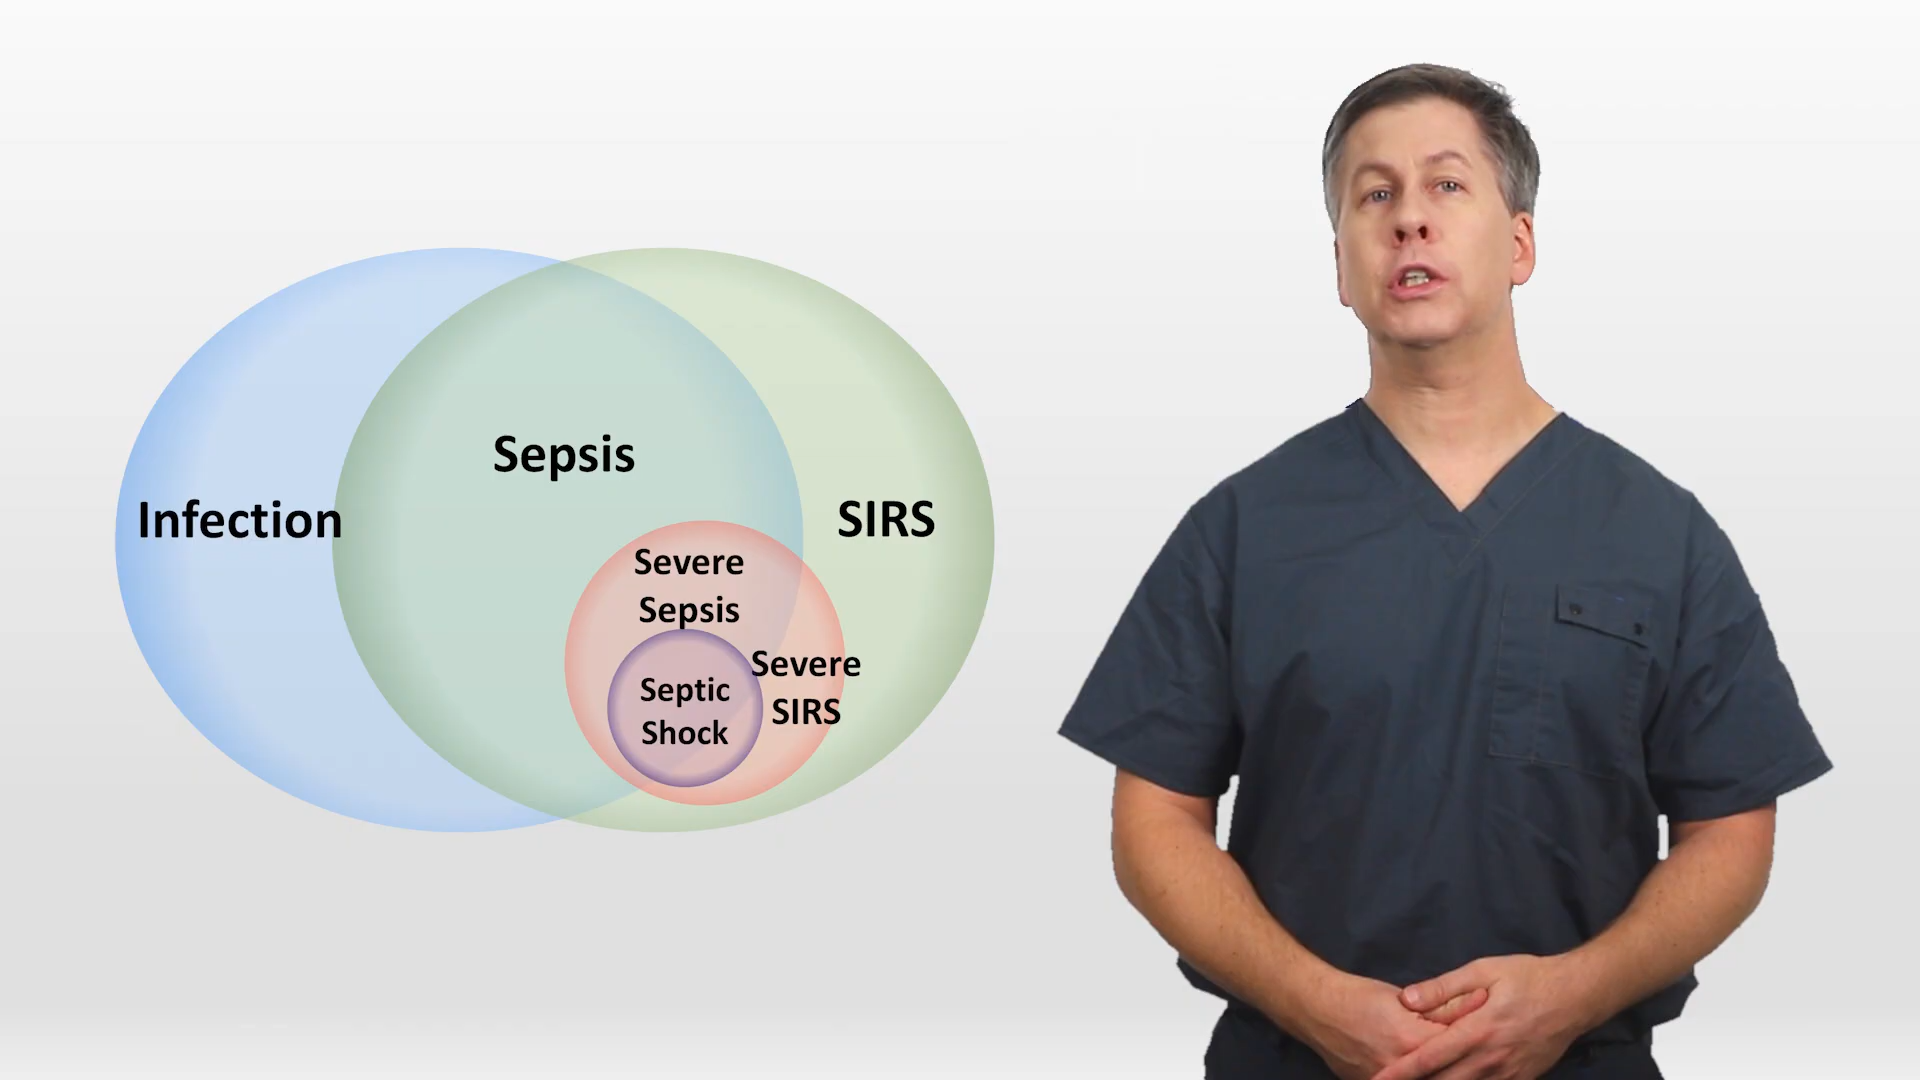 Sepsis
Infection
SIRS
Severe
Sepsis
Severe
SIRS
Septic
Shock